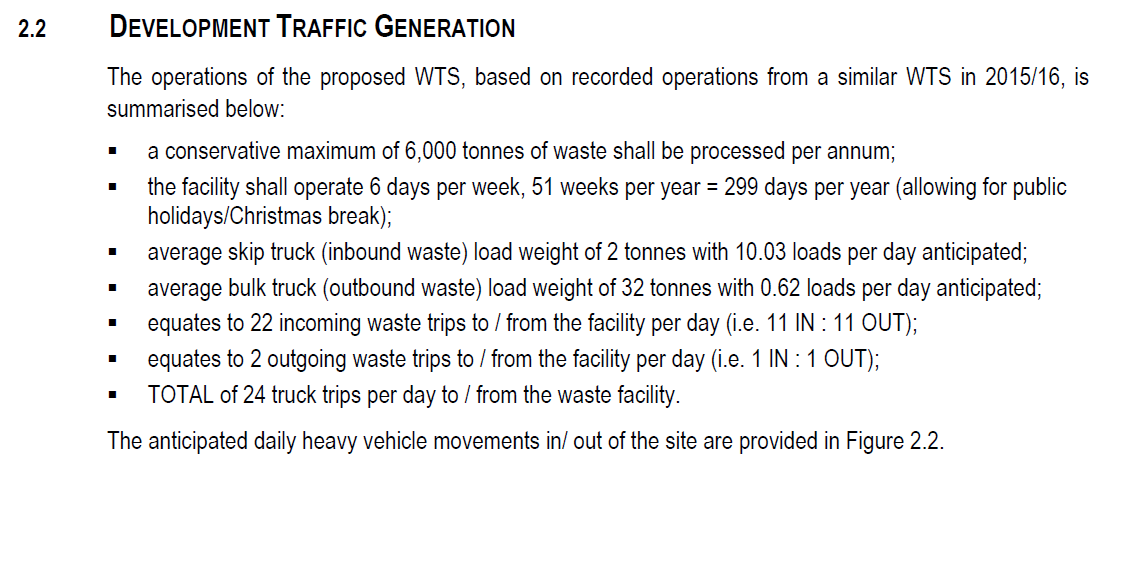 2.2 DEVELOPMENT TRAFFIC GENERATION
The operations of the proposed WTS, based on recorded operations from a similar WTS in 2015/16, is
summarised below:
▪ a conservative maximum of 6,000 tonnes of waste shall be processed per annum;
▪ the facility shall operate 6 days per week, 51 weeks per year = 299 days per year (allowing for public
holidays/Christmas break);
▪ average skip truck (inbound waste) load weight of 2 tonnes with 10.03 loads per day anticipated;
▪ average bulk truck (outbound waste) load weight of 32 tonnes with 0.62 loads per day anticipated;
▪ equates to 22 incoming waste trips to / from the facility per day (i.e. 11 IN : 11 OUT);
▪ equates to 2 outgoing waste trips to / from the facility per day (i.e. 1 IN : 1 OUT);
▪ TOTAL of 24 truck trips per day to / from the waste facility.
The anticipated daily heavy vehicle movements in/ out of the site are provided in Figure 2.2.